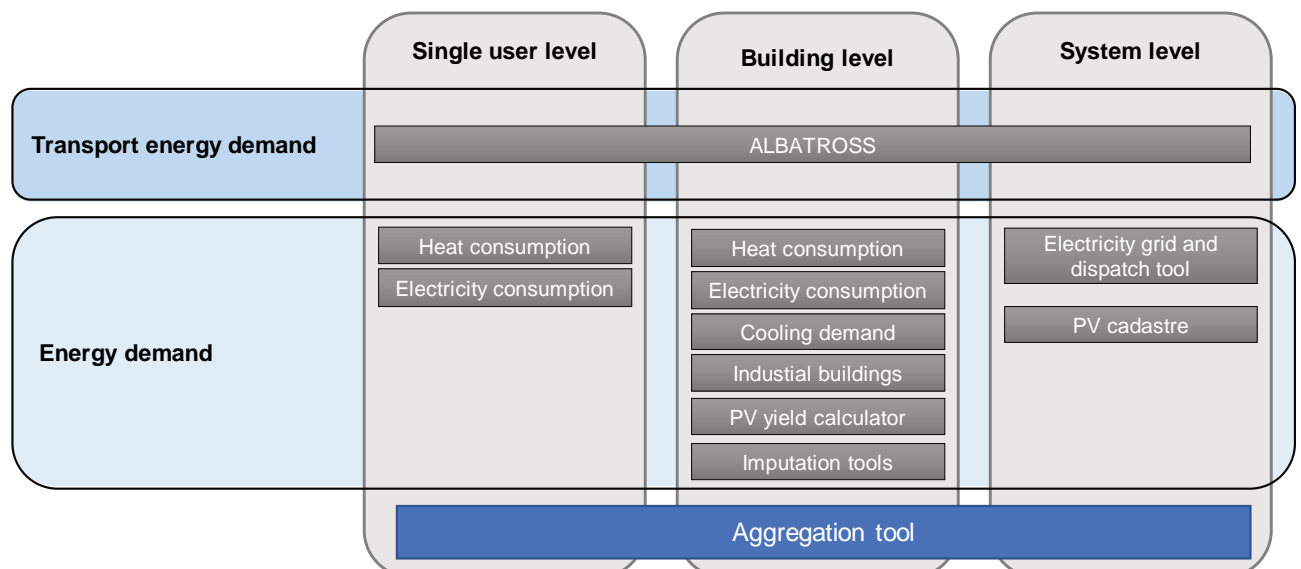 Single user level
Building level
System level
Transport energy demand
ALBATROSS
Energy demand
Heat consumption
Electricity consumption
Heat consumption
Electricity consumption
Cooling demand
Industial buildings
PV yield calculator
Imputation tools
Electricity grid and
dispatch tool
PV cadastre
Aggregation tool